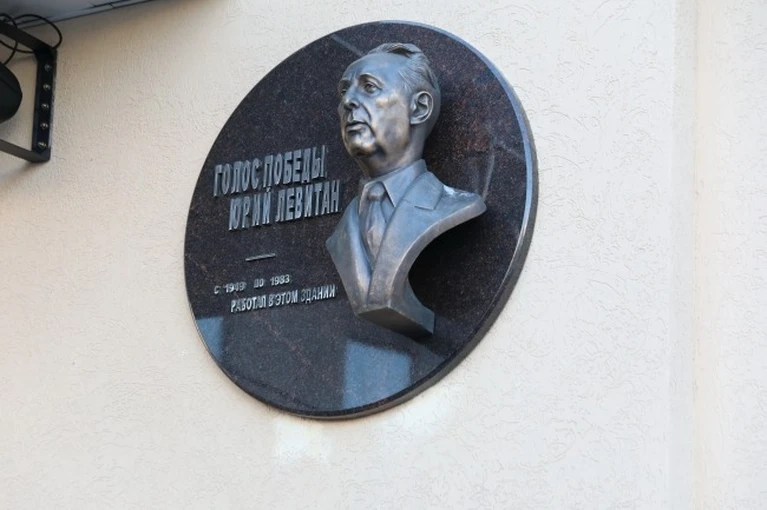 ГОЛОС ПОБЕДЫ
ЮРИЙ ЛЕВИТАН
С 1949 ПО 1983
РАБОТАЛ В ЭТОМ ЗДАНИИ